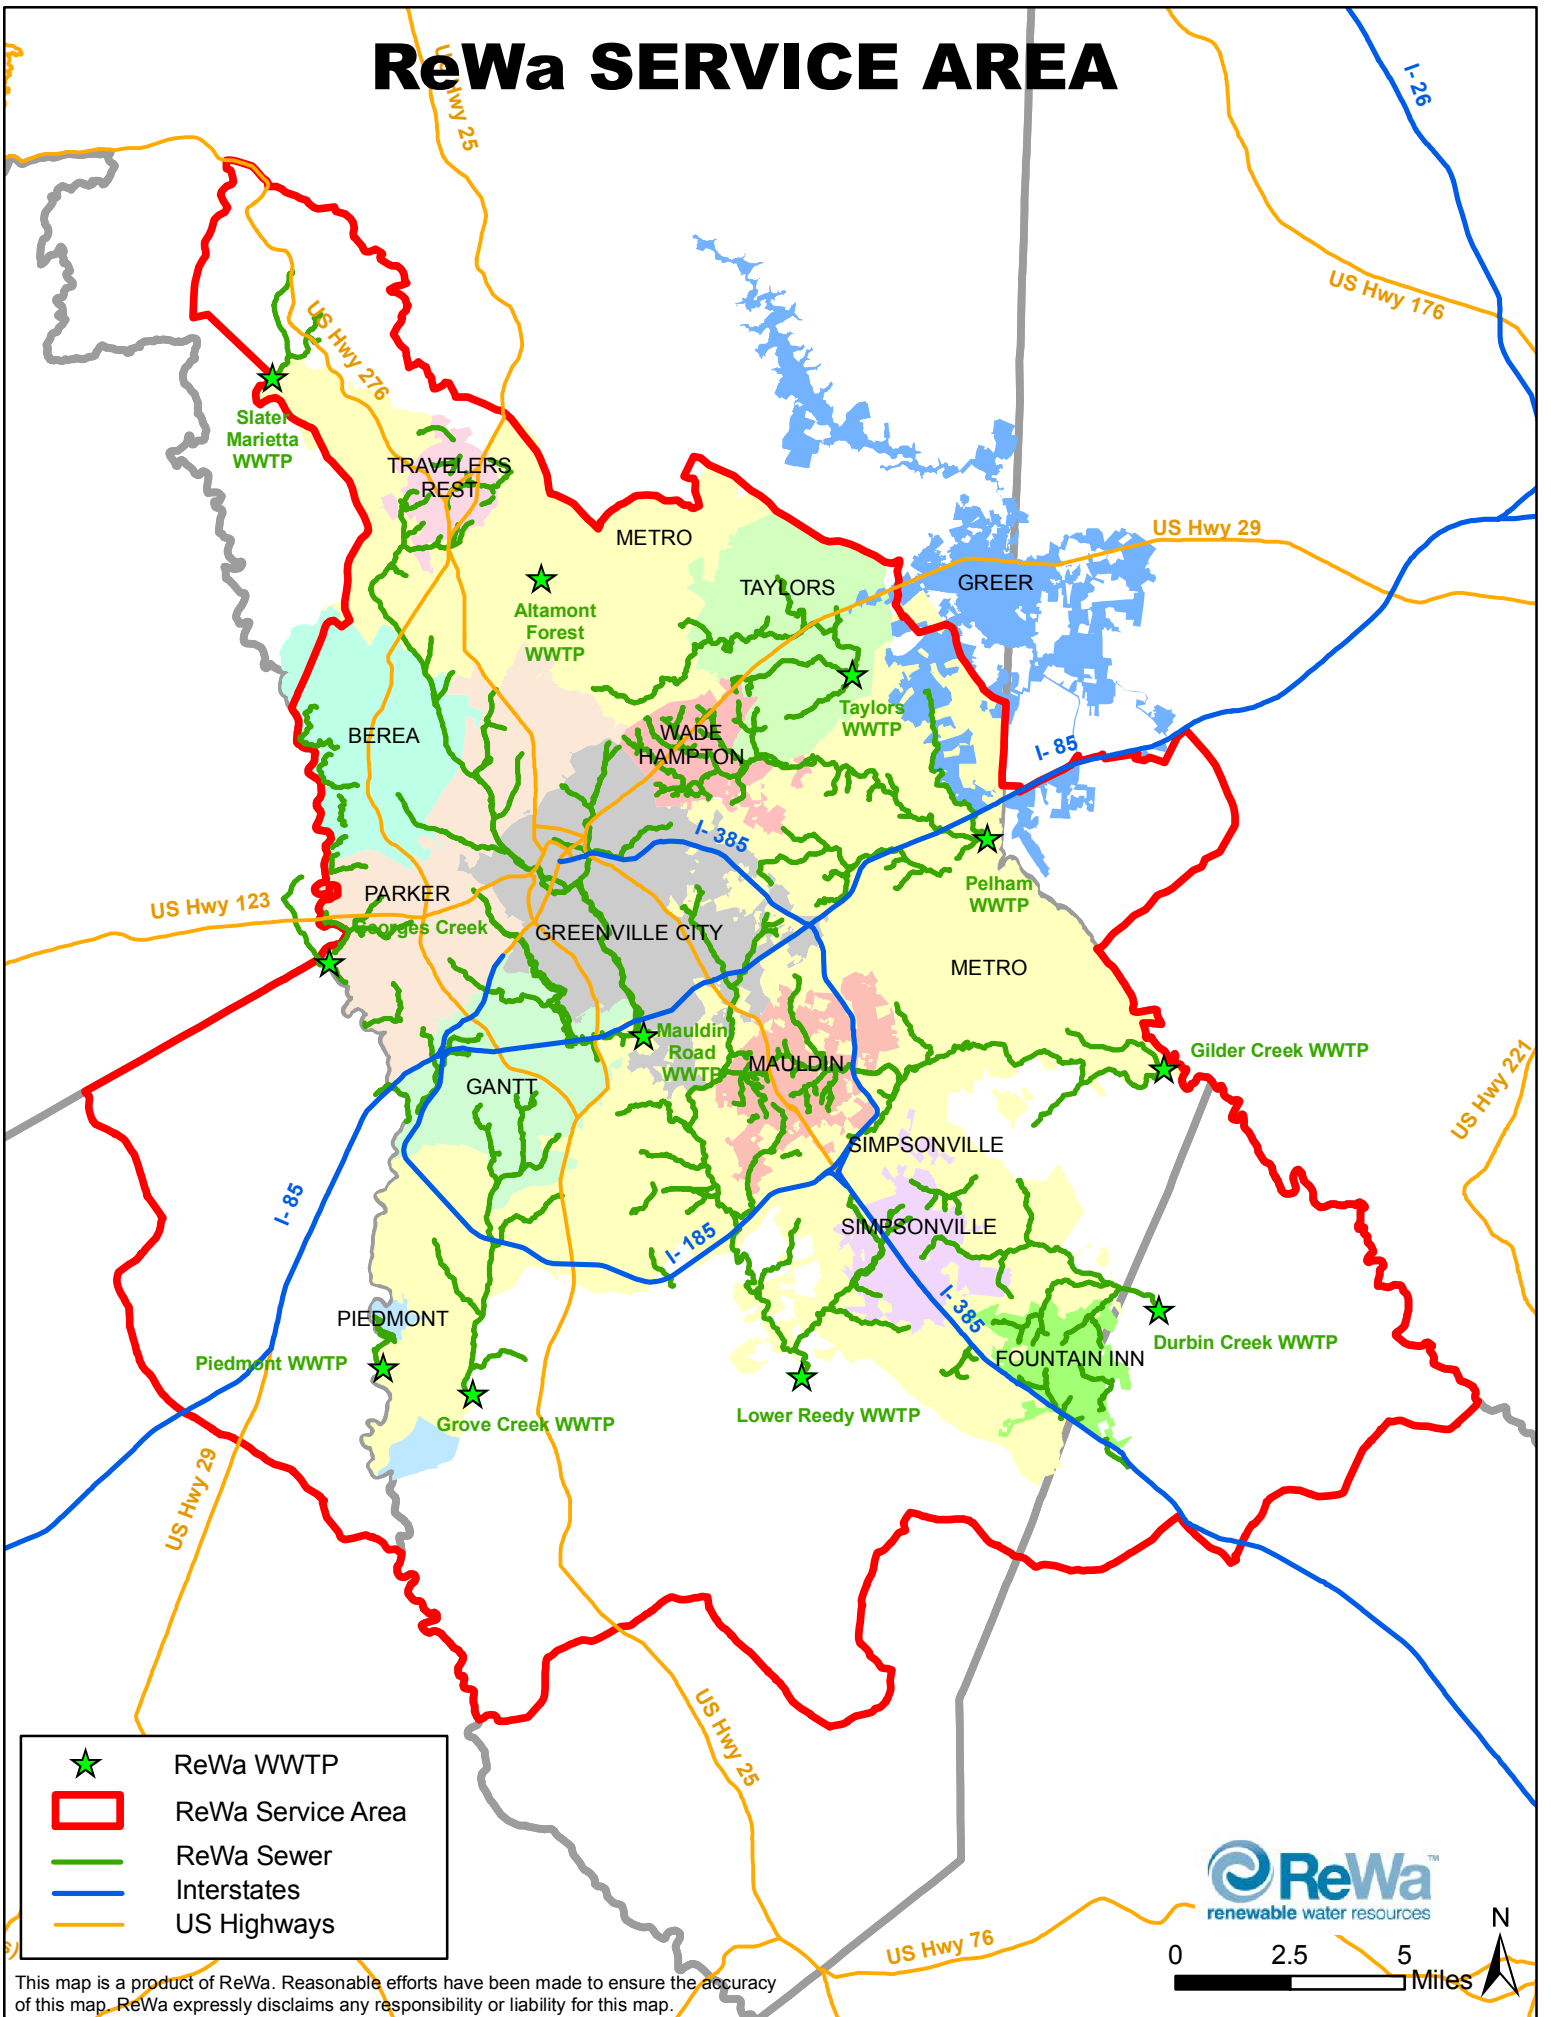 ReWa SERVICE AREA
US Hwy 25
I- 26
US Hwy 176
US Hwy 276
Slater
Marietta
WWTP
TRAVELERS
REST
METRO
US Hwy 29
Altamont
Forest
WWTP
TAYLORS
GREER
Taylors
WWTP
BEREA
WADE
HAMPTON
I- 85
I- 385
Pelham
WWTP
US Hwy 123
PARKER
Georges Creek
GREENVILLE CITY
METRO
Mauldin
Road
WWTP
MAULDIN
Gilder Creek WWTP
US Hwy 221
GANTT
SIMPSONVILLE
I- 85
SIMPSONVILLE
I- 185
I- 385
PIEDMONT
Piedmont WWTP
Durbin Creek WWTP
FOUNTAIN INN
Grove Creek WWTP
Lower Reedy WWTP
US Hwy 29
US Hwy 25
ReWa WWTP
ReWa Service Area
ReWa Sewer
Interstates
US Highways
ReWa™
renewable water resources
US Hwy 76
N
0 2.5 5
Miles
This map is a product of ReWa. Reasonable efforts have been made to ensure the accuracy
of this map. ReWa expressly disclaims any responsibility or liability for this map.